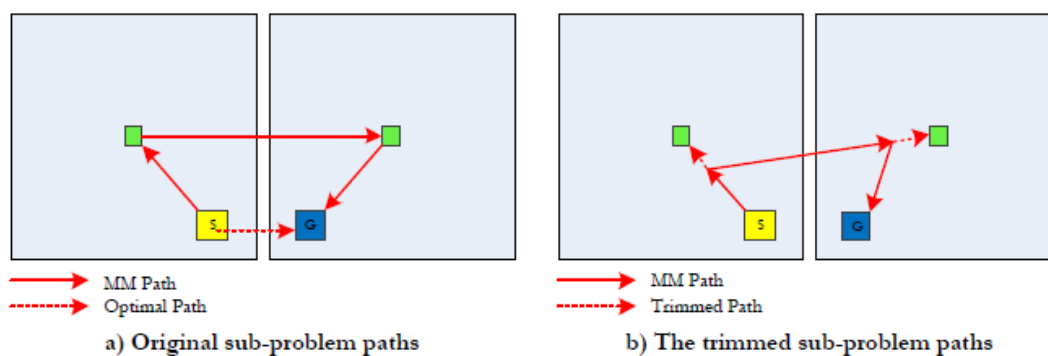 S
G
MM Path
Optimal Path
a) Original sub-problem paths
S
G
MM Path
Trimmed Path
b) The trimmed sub-problem paths